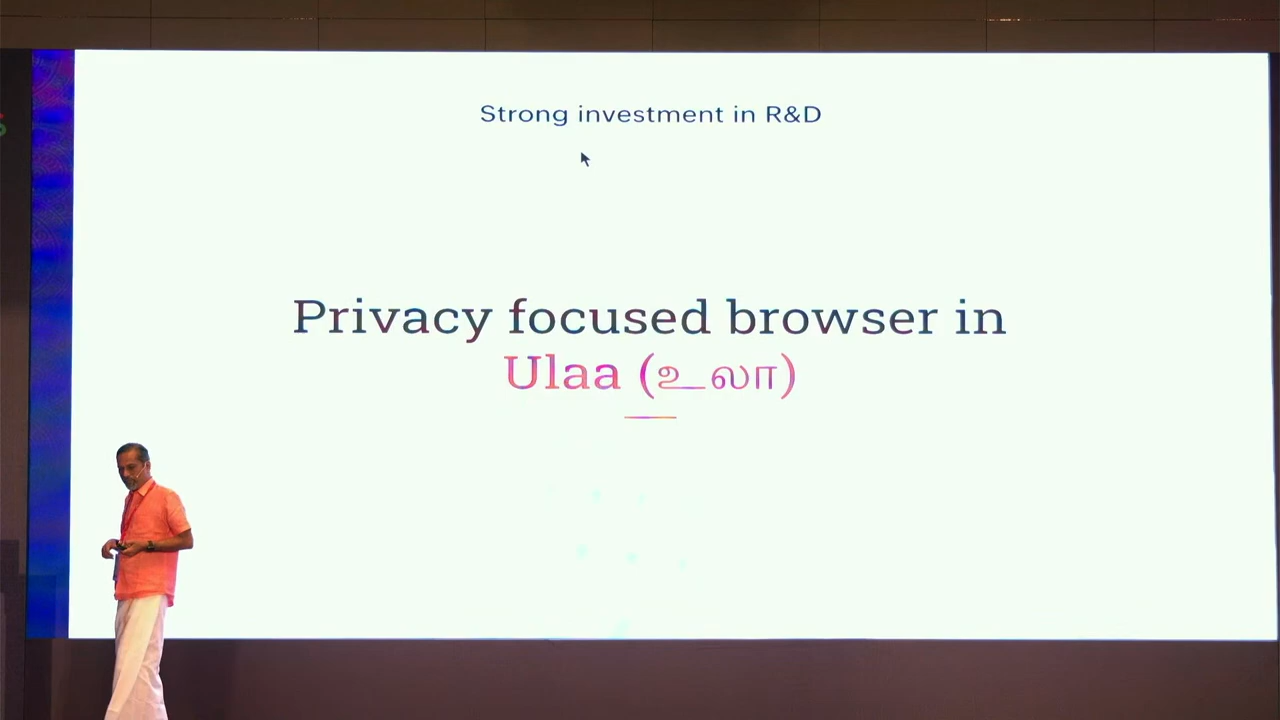 Strong investment in R&D
Privacy focused browser in
Ulaa (உலா)